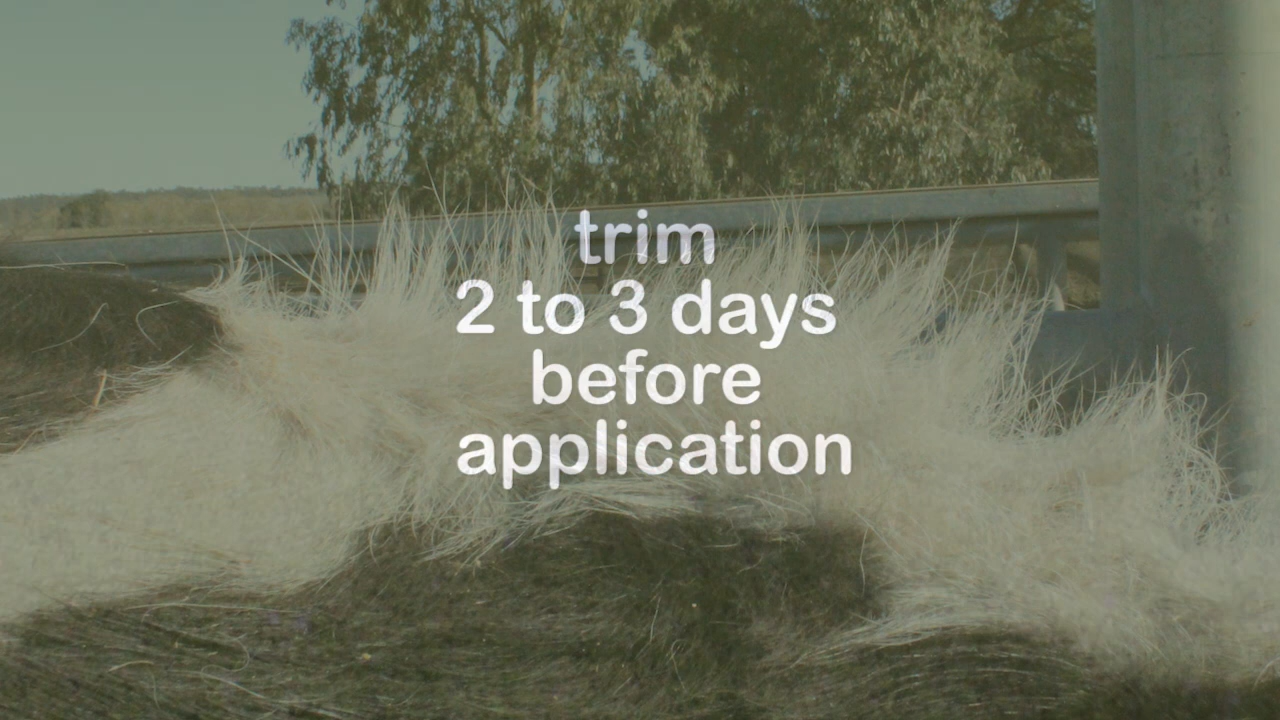 trim
2 to 3 days
before
application